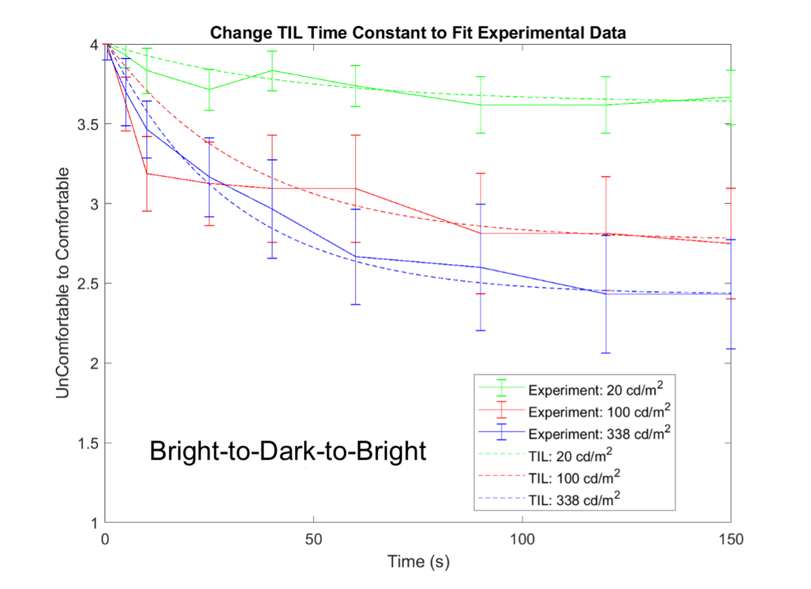 Change TIL Time Constant to Fit Experimental Data
UnComfortable to Comfortable
4
3.5
3
2.5
2
1.5
1
Bright-to-Dark-to-Bright
Experiment: 20 cd/m²
Experiment: 100 cd/m²
Experiment: 338 cd/m²
TIL: 20 cd/m²
TIL: 100 cd/m²
TIL: 338 cd/m²
0 50 100 150
Time (s)